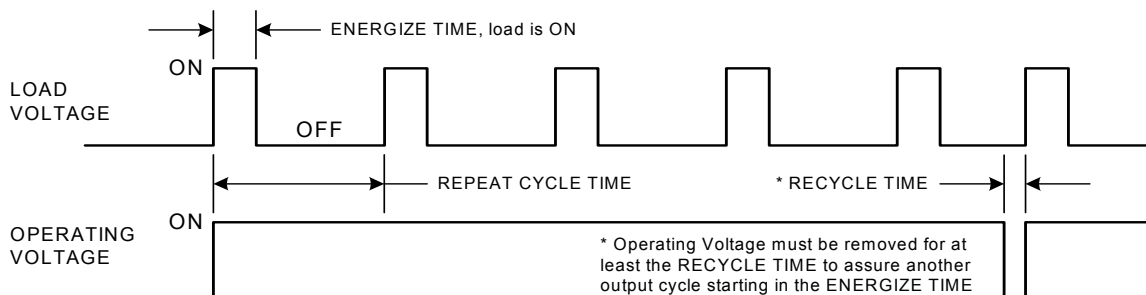 ENERGIZE TIME, load is ON
ON
LOAD
VOLTAGE
OFF
REPEAT CYCLE TIME
* RECYCLE TIME
ON
OPERATING
VOLTAGE
* Operating Voltage must be removed for at
least the RECYCLE TIME to assure another
output cycle starting in the ENERGIZE TIME